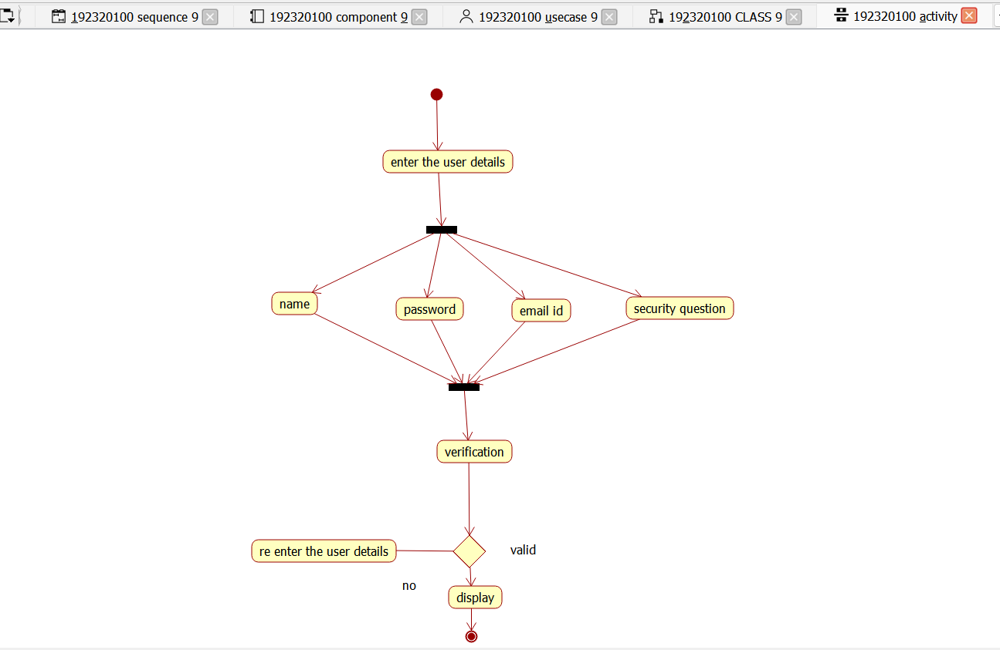 192320100 sequence 9
192320100 component 9
192320100 usecase 9
192320100 CLASS 9
192320100 activity
enter the user details
name
password
email id
security question
verification
re enter the user details
valid
no
display